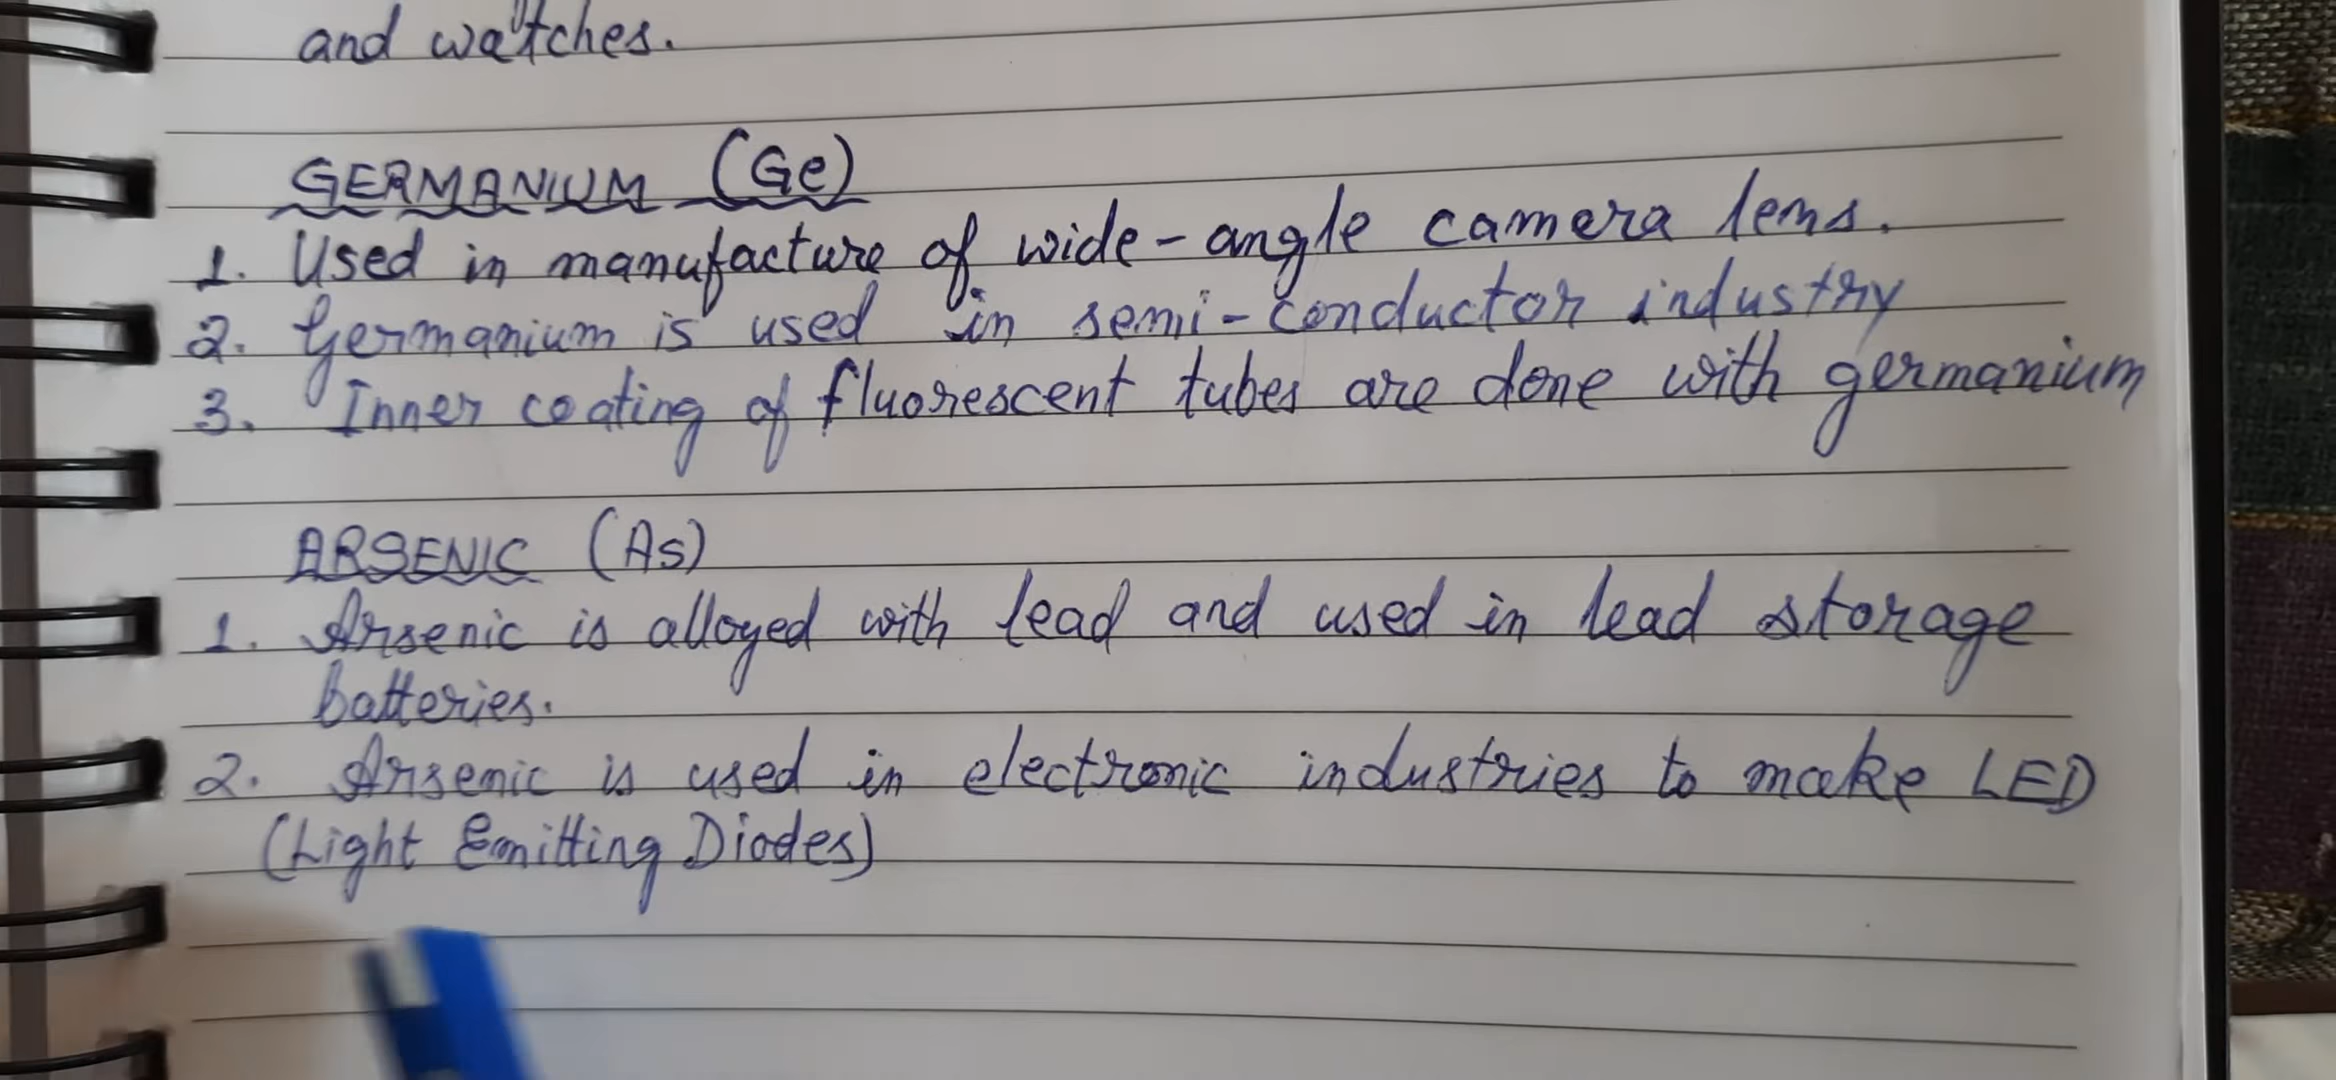 and watches.
GERMANIUM (Ge)
1. Used in manufacture of wide-angle camera lens.
2. Germanium is used in semi-conductor industry
3. Inner coating of fluorescent tubes are done with germanium
ARSENIC (As)
1. Arsenic is alloyed with lead and used in lead storage
batteries.
2. Arsenic is used in electronic industries to make LED
(Light Emitting Diodes)